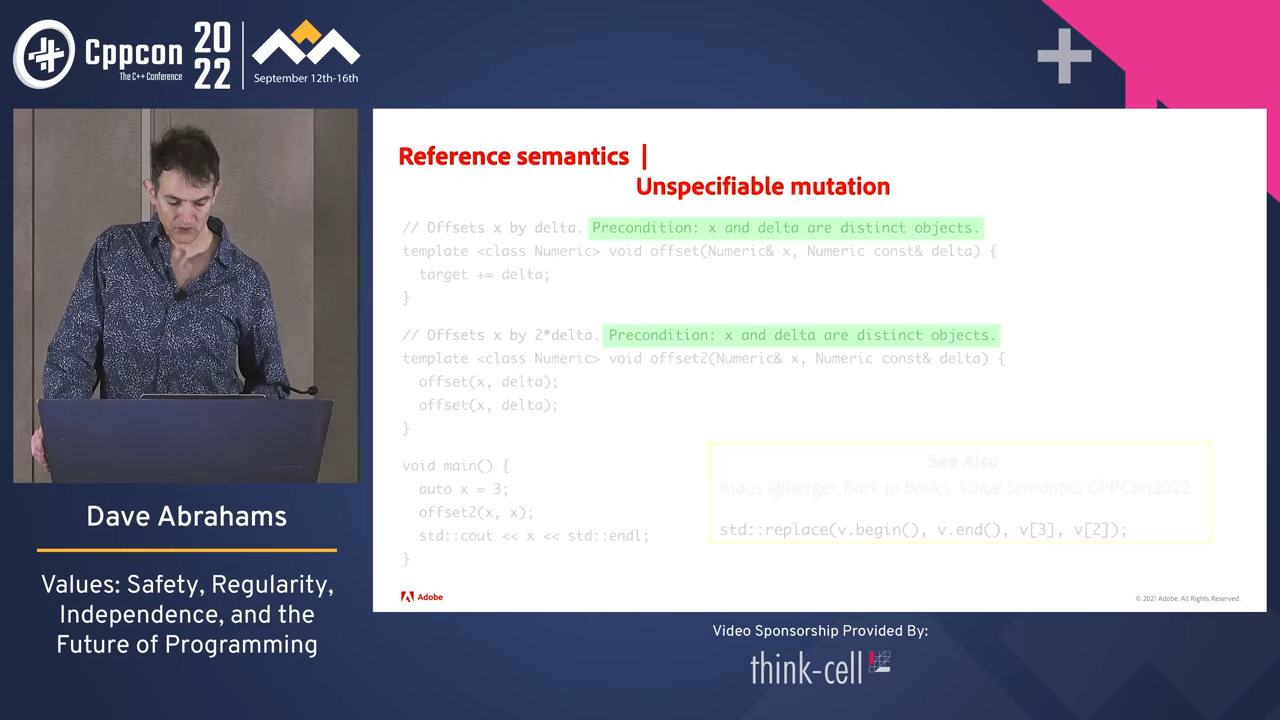 Cppcon
The C++ Conference
20
22
September 12th-16th
Reference semantics |
Unspecifiable mutation
// Offsets x by delta. Precondition: x and delta are distinct objects.
template <class Numeric> void offset(Numeric& x, Numeric const& delta) {
target += delta;
}
// Offsets x by 2*delta. Precondition: x and delta are distinct objects.
template <class Numeric> void offset2(Numeric& x, Numeric const& delta) {
offset(x, delta);
offset(x, delta);
}
void main() {
auto x = 3;
offset2(x, x);
std::cout << x << std::endl;
}
See Also
Klaus Iglberger, Back to Basics: Value Semantics CPPCon2022
std::replace(v.begin(), v.end(), v[3], v[2]);
Adobe
© 2021 Adobe. All Rights Reserved.
Dave Abrahams
Values: Safety, Regularity,
Independence, and the
Future of Programming
Video Sponsorship Provided By:
think-cell